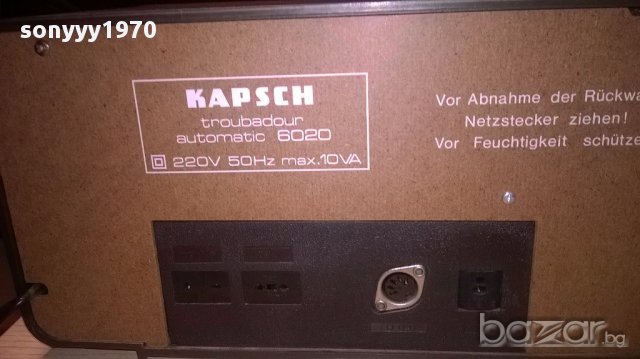 sonyyy1970
KAPSCH
troubadour
automatic 6020
220V 50Hz max.10VA
Vor Abnahme der Rückwa
Netzstecker ziehen!
Vor Feuchtigkeit schütze
bazar.bg